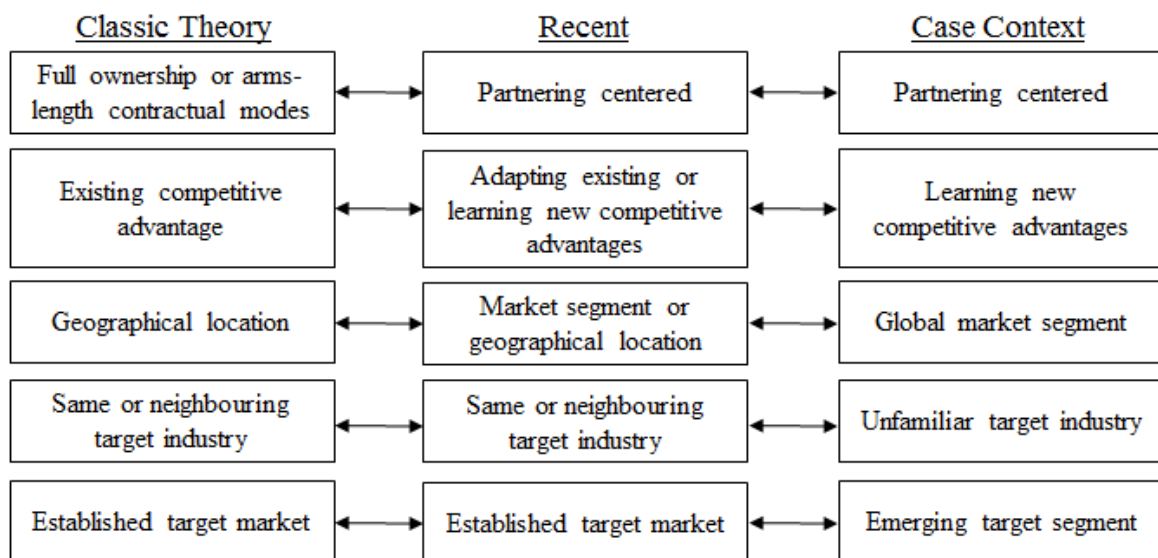 Classic Theory
Recent
Case Context
Full ownership or arms-
length contractual modes
Partnering centered
Partnering centered
Existing competitive
advantage
Adapting existing or
learning new competitive
advantages
Learning new
competitive advantages
Geographical location
Market segment or
geographical location
Global market segment
Same or neighbouring
target industry
Same or neighbouring
target industry
Unfamiliar target industry
Established target market
Established target market
Emerging target segment